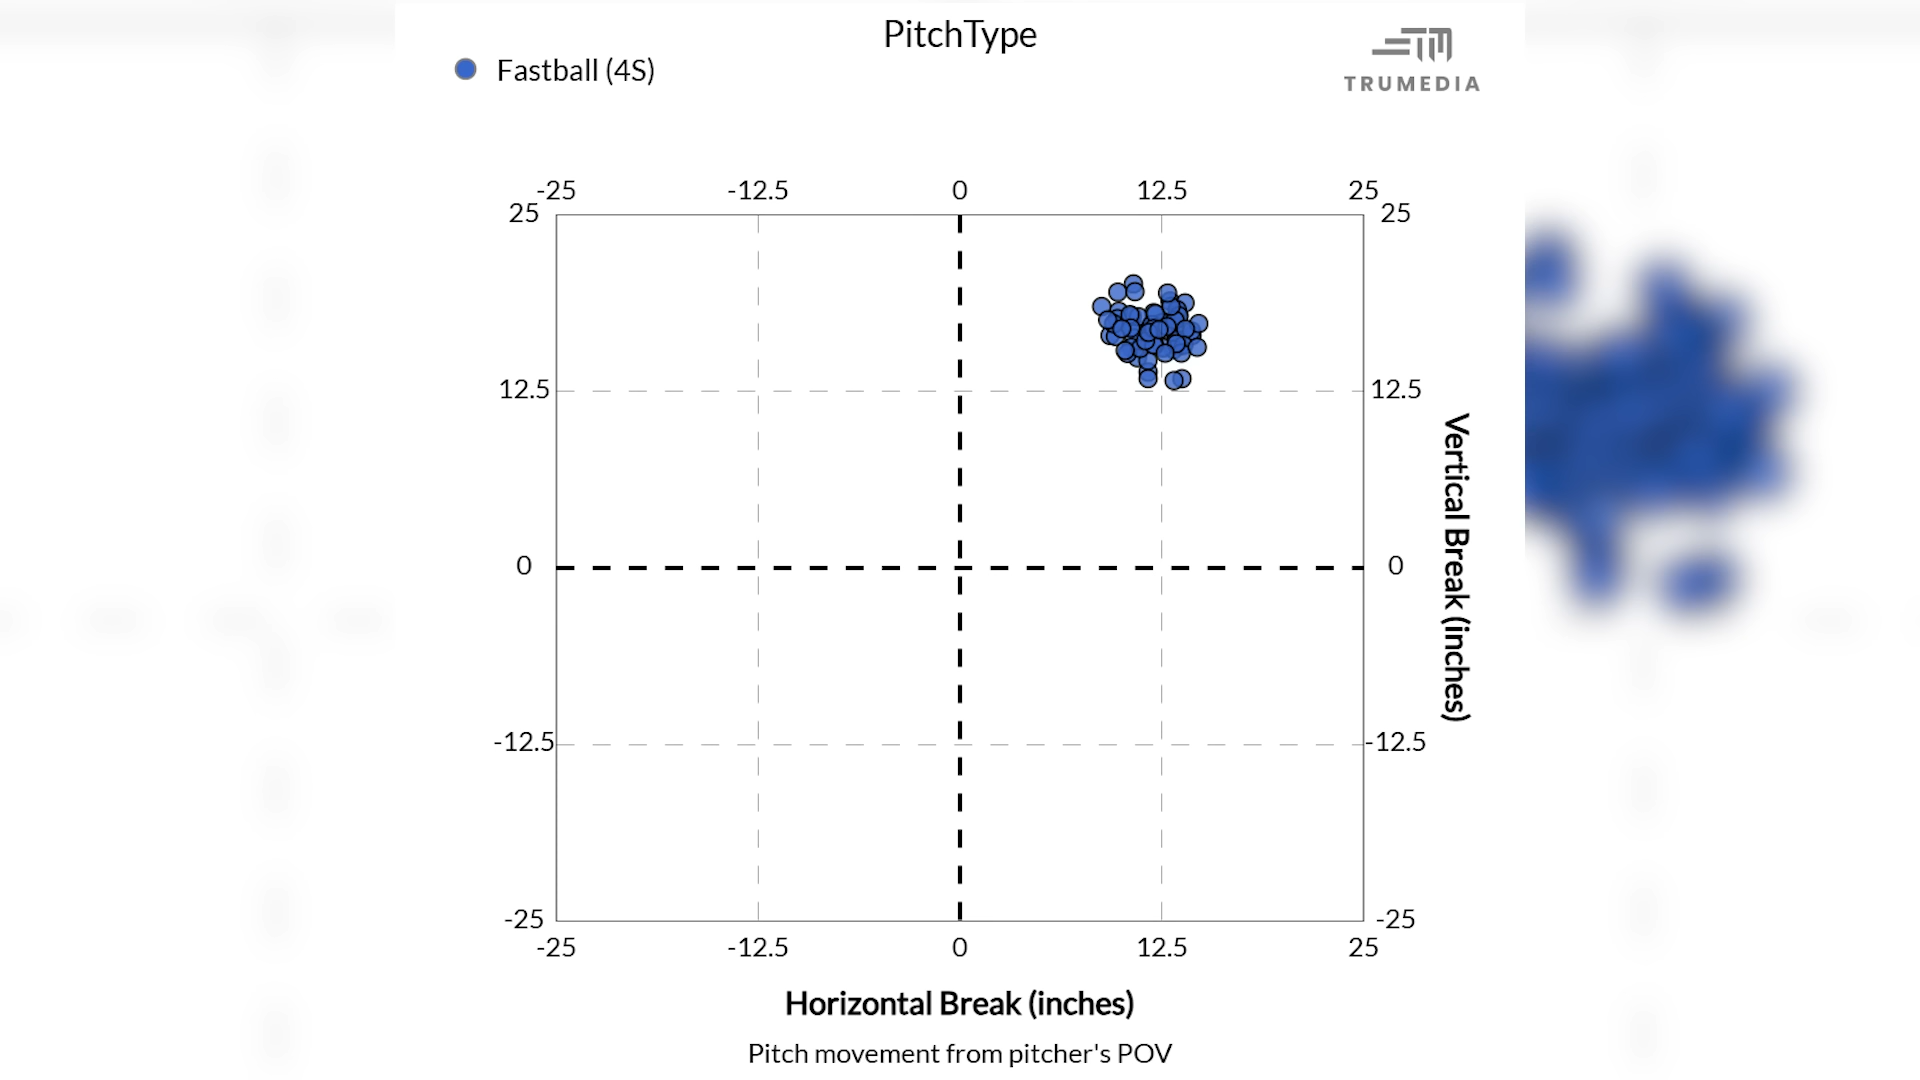 PitchType
Fastball (4S)
TRUMEDIA
-25 -12.5 0 12.5 25
25 25
12.5 12.5
0 0
-12.5 -12.5
-25 -25
-25 -12.5 0 12.5 25
Vertical Break (inches)
Horizontal Break (inches)
Pitch movement from pitcher's POV